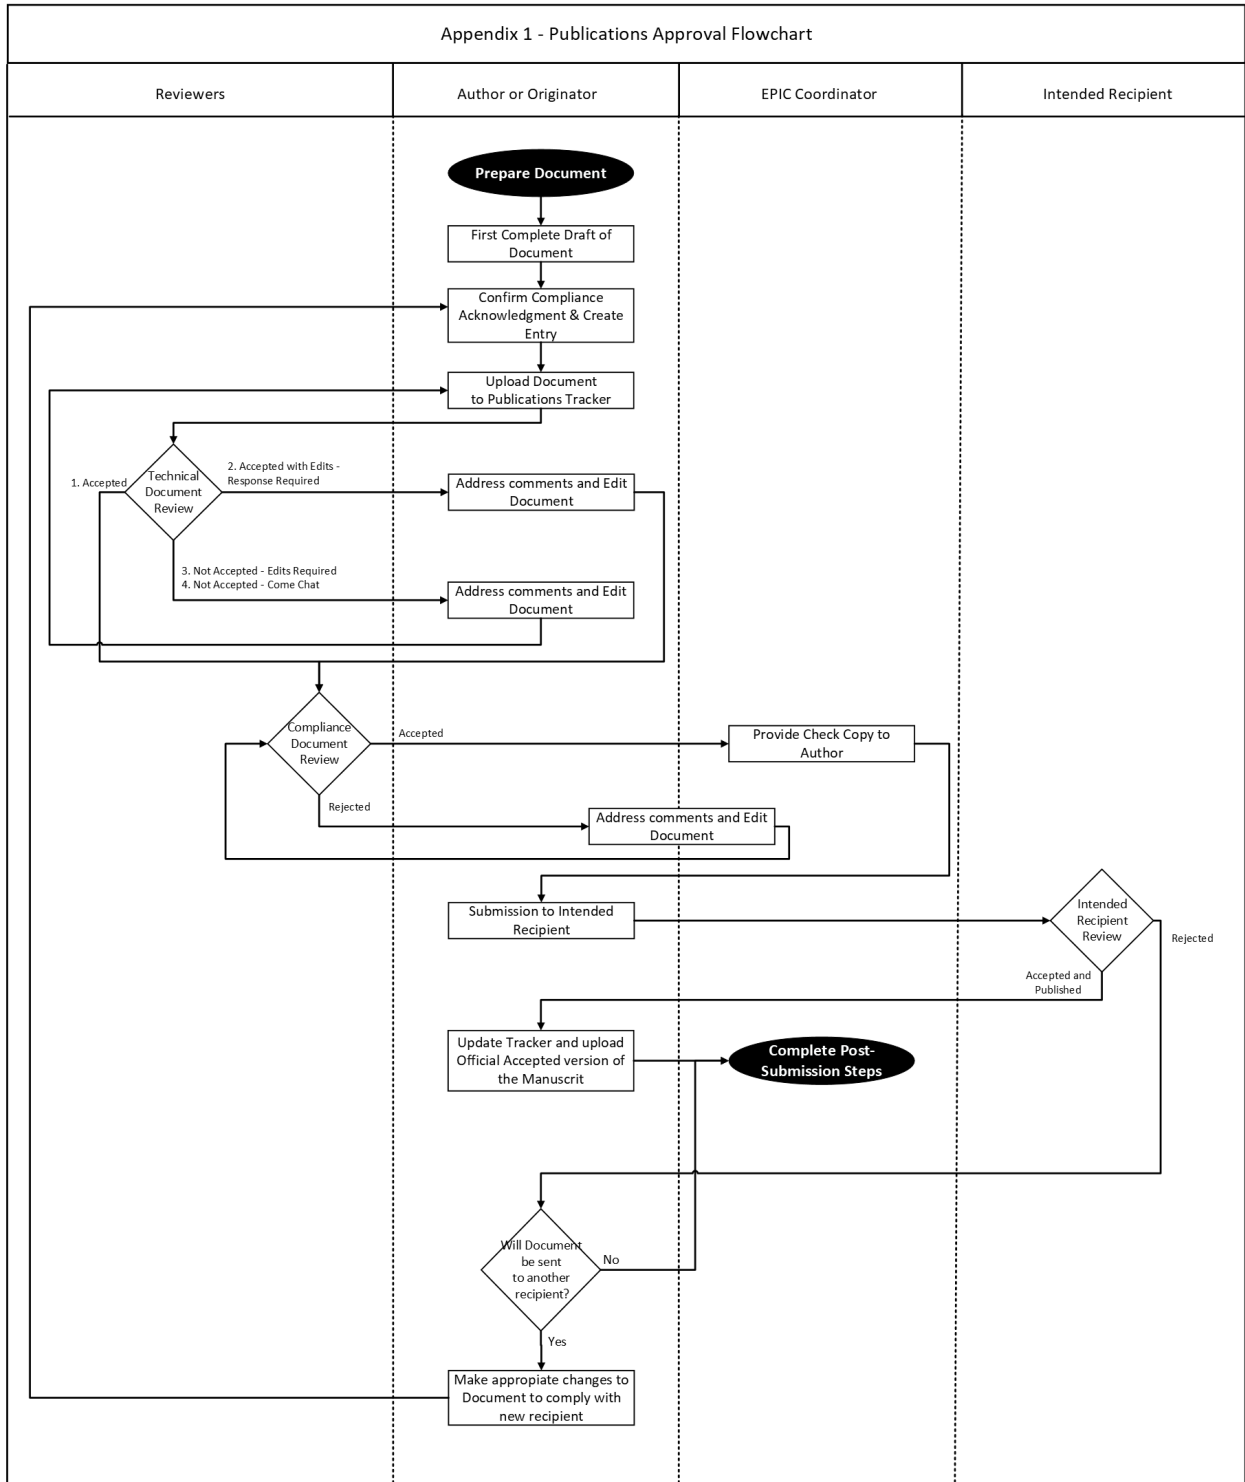 Appendix 1 - Publications Approval Flowchart
Reviewers
Author or Originator
EPIC Coordinator
Intended Recipient
Prepare Document
First Complete Draft of
Document
Confirm Compliance
Acknowledgment & Create
Entry
Upload Document
to Publications Tracker
Technical
Document
Review
1. Accepted
2. Accepted with Edits -
Response Required
Address comments and Edit
Document
3. Not Accepted - Edits Required
4. Not Accepted - Come Chat
Address comments and Edit
Document
Compliance
Document
Review
Accepted
Provide Check Copy to
Author
Rejected
Address comments and Edit
Document
Submission to Intended
Recipient
Intended
Recipient
Review
Rejected
Accepted and
Published
Update Tracker and upload
Official Accepted version of
the Manuscrit
Complete Post-
Submission Steps
Will Document
be sent
to another
recipient?
No
Yes
Make appropiate changes to
Document to comply with
new recipient